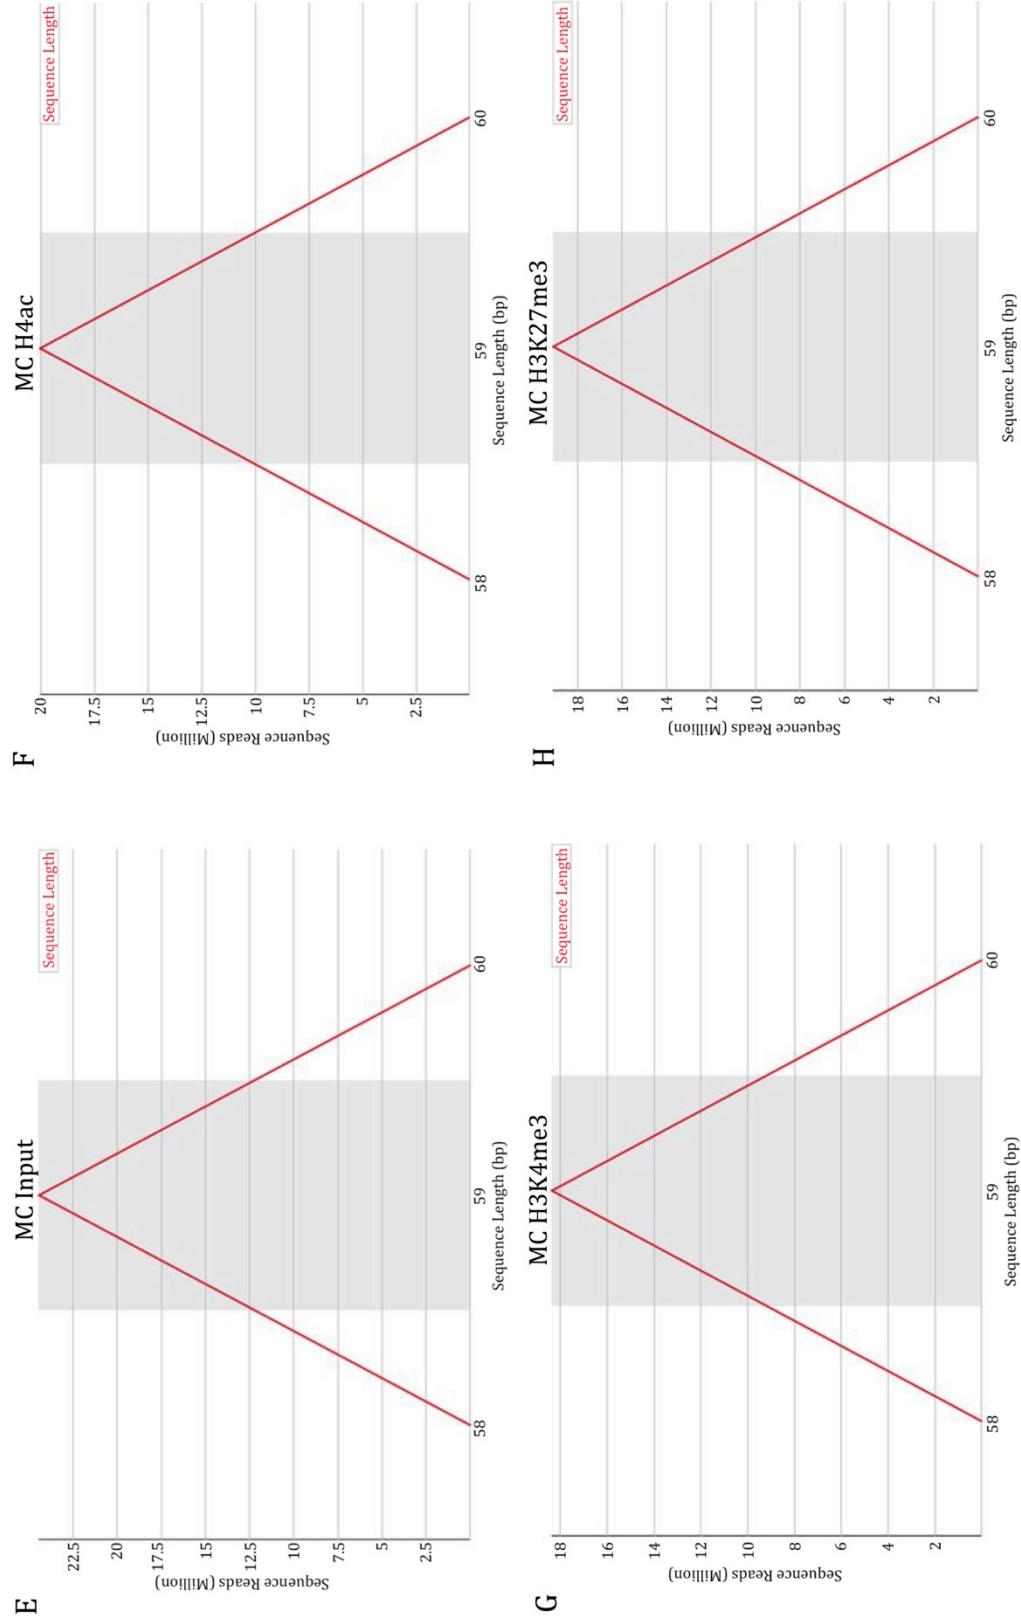 E
MC Input
Sequence Length
22.5
20
17.5
15
12.5
10
7.5
5
2.5
Sequence Reads (Million)
58
59
60
Sequence Length (bp)
F
MC H4ac
Sequence Length
20
17.5
15
12.5
10
7.5
5
2.5
Sequence Reads (Million)
58
59
60
Sequence Length (bp)
G
MC H3K4me3
Sequence Length
18
16
14
12
10
8
6
4
2
Sequence Reads (Million)
58
59
60
Sequence Length (bp)
H
MC H3K27me3
Sequence Length
18
16
14
12
10
8
6
4
2
Sequence Reads (Million)
58
59
60
Sequence Length (bp)